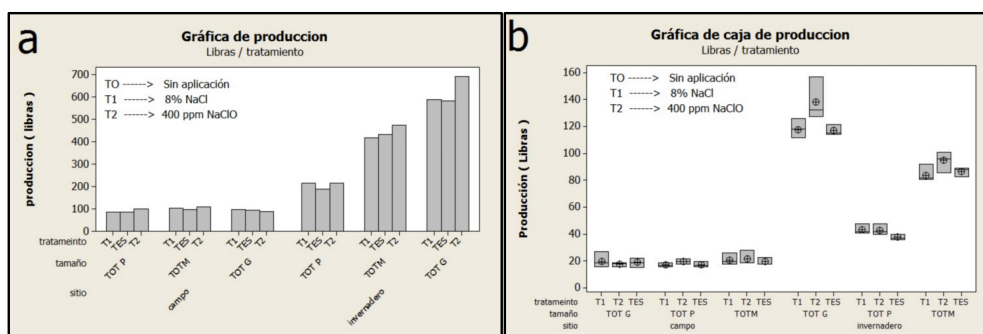 a
Gráfica de produccion
Libras / tratamiento
TO ------> Sin aplicación
T1 ------> 8% NaCl
T2 ------> 400 ppm NaClO
produccion ( libras )
700
600
500
400
300
200
100
0
tratameinto T1 TES T2 T1 TES T2 T1 TES T2 T1 TES T2 T1 TES T2 T1 TES T2
tamaño TOT P TOTM TOT G TOT P TOTM TOT G
sitio campo invernadero
b
Gráfica de caja de produccion
Libras / tratamiento
TO ------> Sin aplicación
T1 ------> 8% NaCl
T2 ------> 400 ppm NaClO
Producción ( Libras )
160
140
120
100
80
60
40
20
0
tratameinto T1 T2 TES T1 T2 TES T1 T2 TES T1 T2 TES T1 T2 TES T1 T2 TES
tamaño TOT G TOT P TOTM TOT G TOT P TOTM
sitio campo invernadero